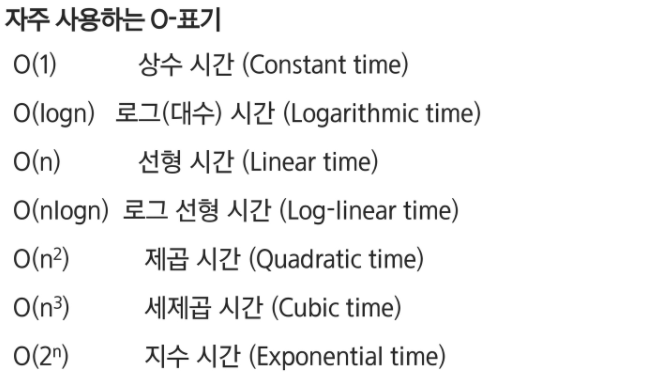 자주 사용하는 O-표기
O(1) 상수 시간 (Constant time)
O(logn) 로그(대수) 시간 (Logarithmic time)
O(n) 선형 시간 (Linear time)
O(nlogn) 로그 선형 시간 (Log-linear time)
O(n²) 제곱 시간 (Quadratic time)
O(n³) 세제곱 시간 (Cubic time)
O(2ⁿ) 지수 시간 (Exponential time)